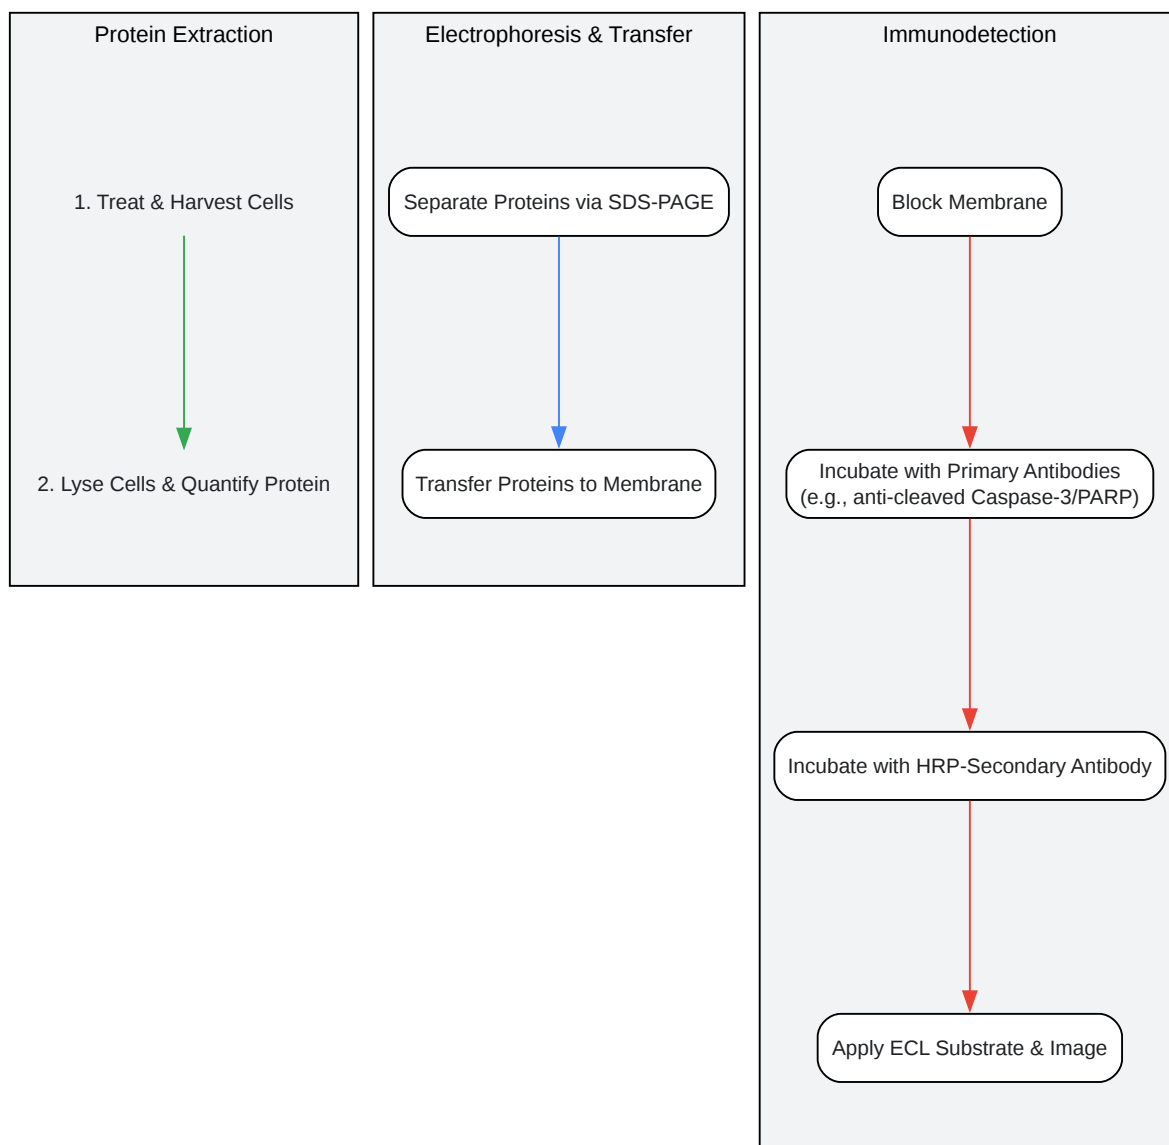 Protein Extraction
1. Treat & Harvest Cells
2. Lyse Cells & Quantify Protein
Electrophoresis & Transfer
Separate Proteins via SDS-PAGE
Transfer Proteins to Membrane
Immunodetection
Block Membrane
Incubate with Primary Antibodies
(e.g., anti-cleaved Caspase-3/PARP)
Incubate with HRP-Secondary Antibody
Apply ECL Substrate & Image